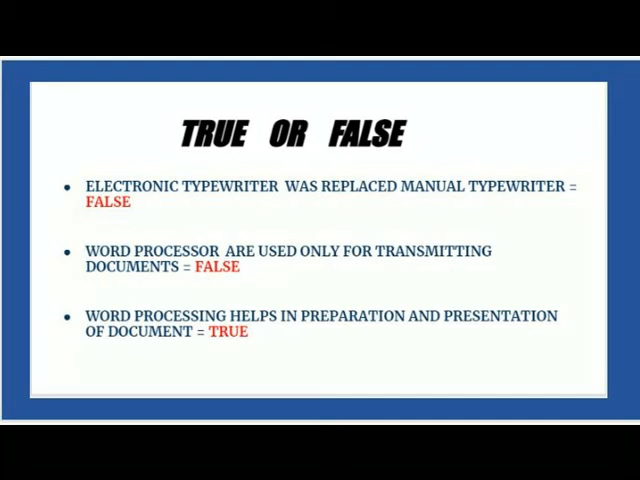 TRUE OR FALSE
• ELECTRONIC TYPEWRITER WAS REPLACED MANUAL TYPEWRITER =
FALSE
• WORD PROCESSOR ARE USED ONLY FOR TRANSMITTING
DOCUMENTS = FALSE
• WORD PROCESSING HELPS IN PREPARATION AND PRESENTATION
OF DOCUMENT = TRUE